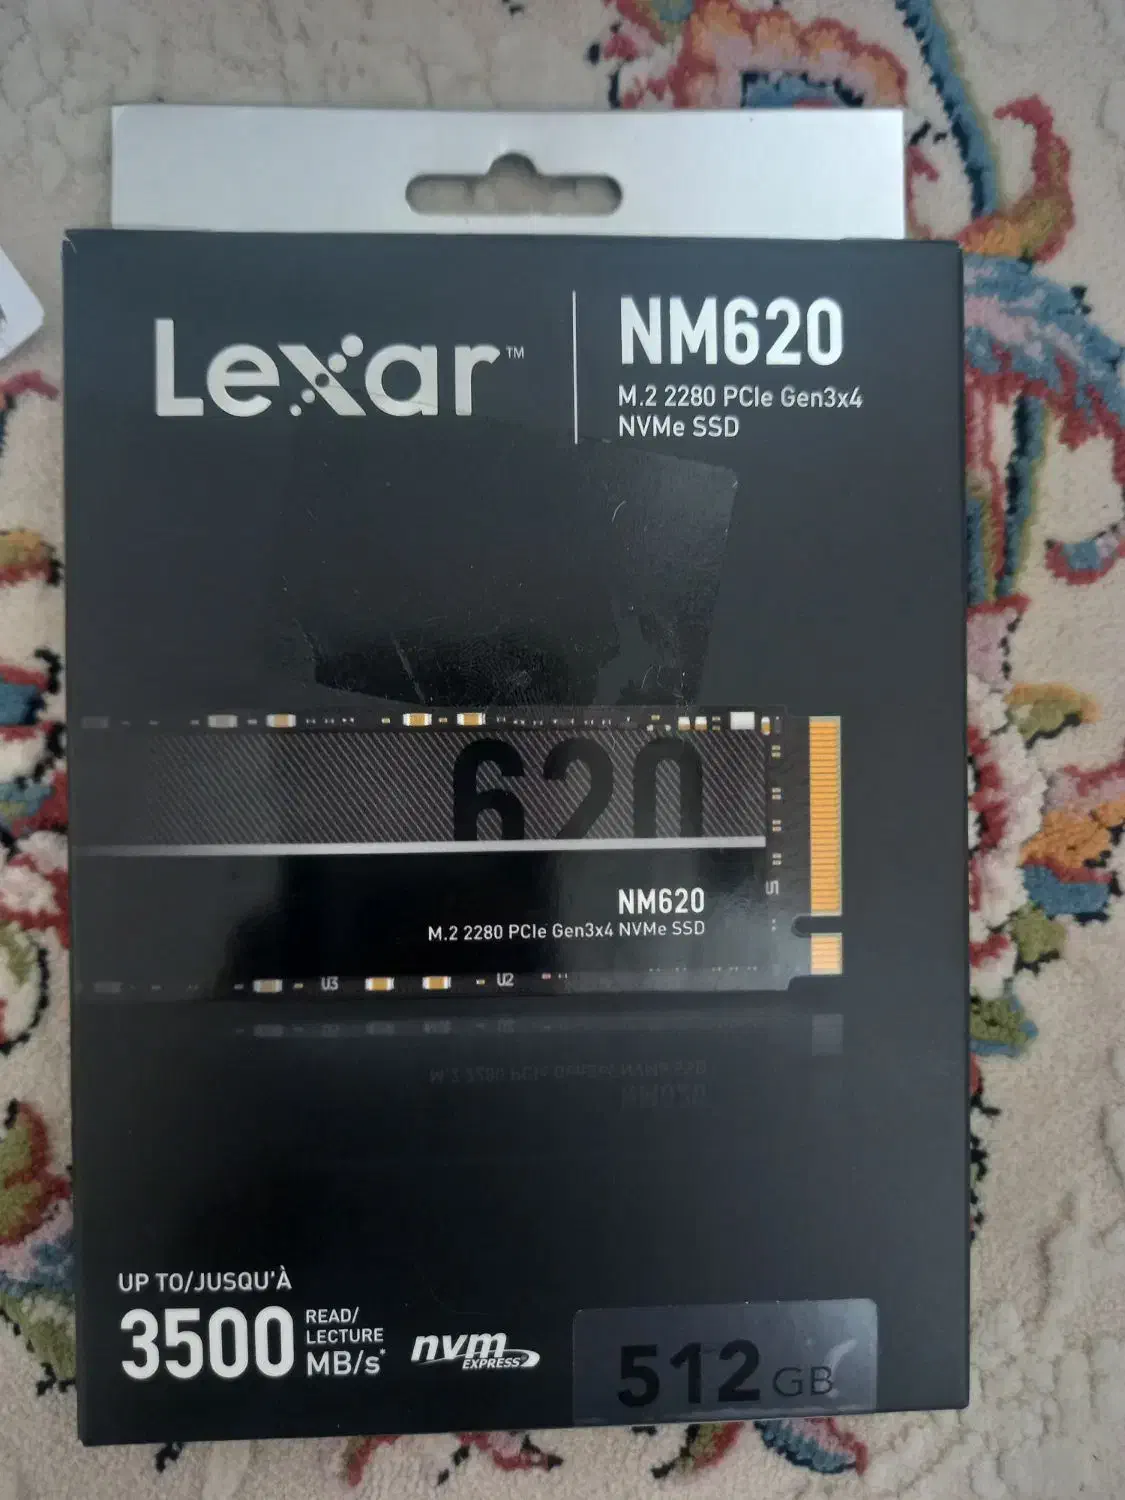 Lexar™
NM620
M.2 2280 PCIe Gen3x4
NVMe SSD
620
U3
U2
5
NM620
M.2 2280 PCIe Gen3x4 NVMe SSD
UP TO/JUSQU'À
3500
READ/
LECTURE
MB/s*
nvm
EXPRESS®
512 GB